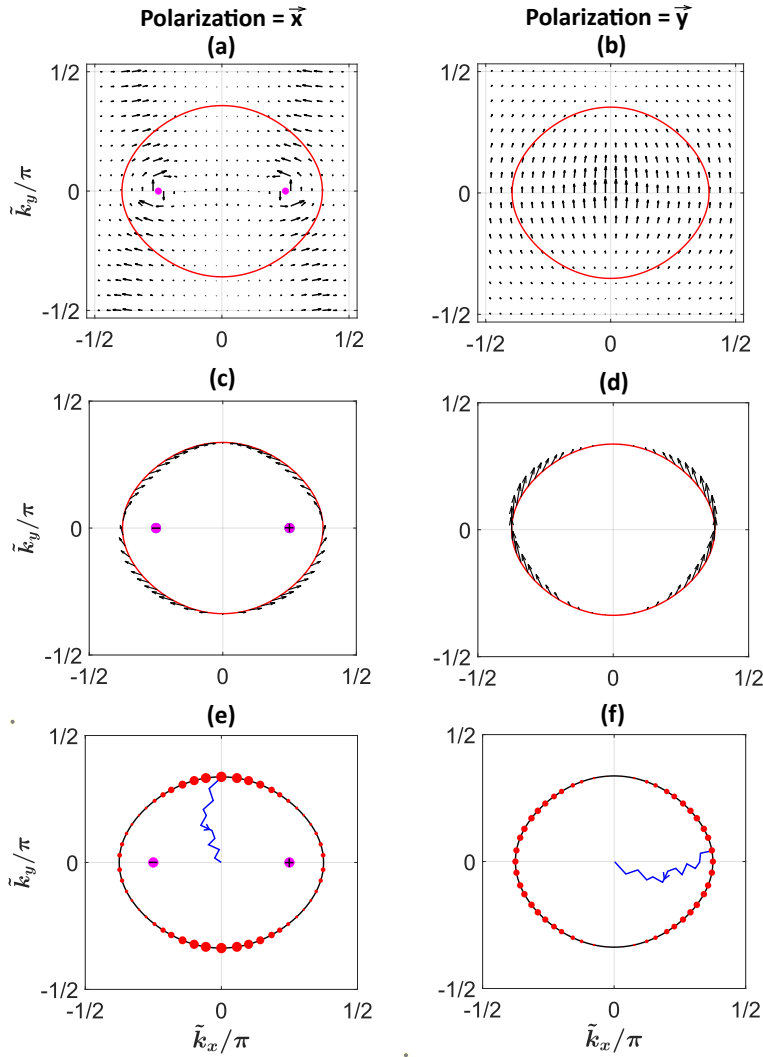 Polarization = x⃗
Polarization = y⃗
(a)
(b)
1/2
0
-1/2
k̃y/π
-1/2
0
1/2
1/2
0
-1/2
-1/2
0
1/2
(c)
(d)
1/2
0
-1/2
k̃y/π
-1/2
0
1/2
1/2
0
-1/2
-1/2
0
1/2
(e)
(f)
1/2
0
-1/2
k̃y/π
-1/2
0
1/2
k̃x/π
1/2
0
-1/2
-1/2
0
1/2
k̃x/π